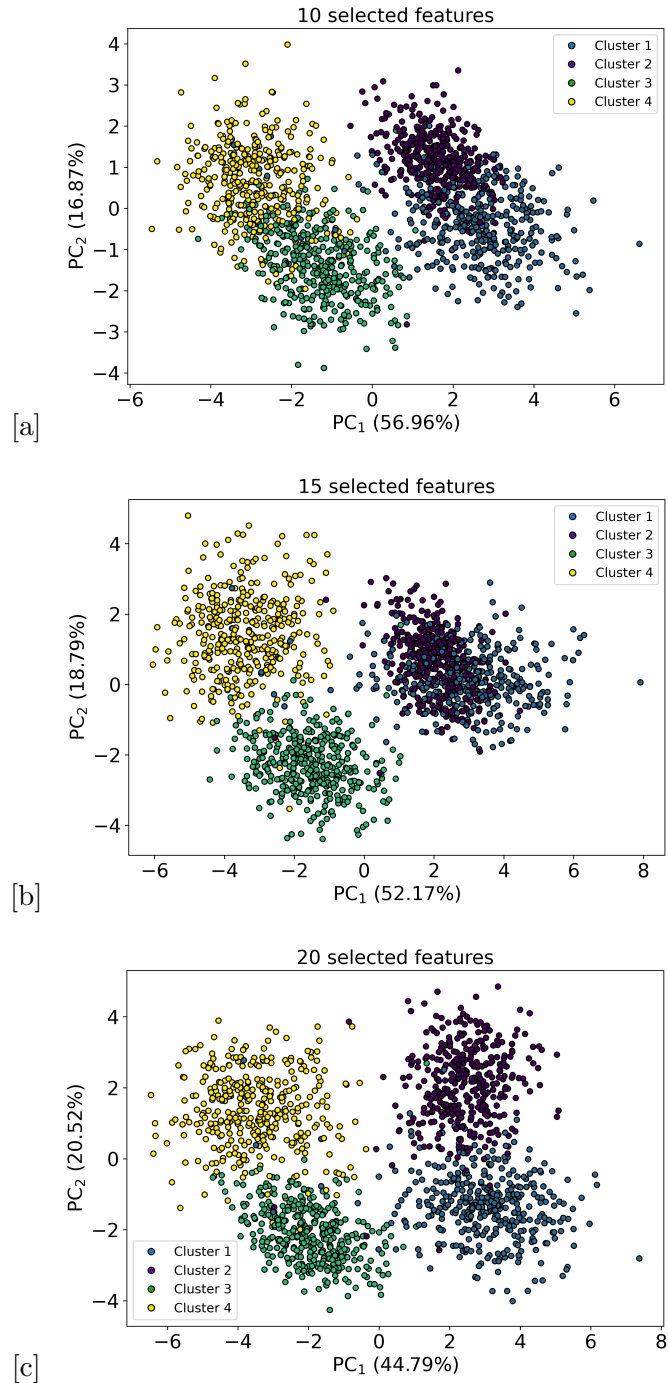 10 selected features
4
3
2
1
0
−1
−2
−3
−4
PC2 (16.87%)
Cluster 1
Cluster 2
Cluster 3
Cluster 4
−6 −4 −2 0 2 4 6
PC1 (56.96%)
[a]
15 selected features
4
2
0
−2
−4
PC2 (18.79%)
Cluster 1
Cluster 2
Cluster 3
Cluster 4
−6 −4 −2 0 2 4 6 8
PC1 (52.17%)
[b]
20 selected features
4
2
0
−2
−4
PC2 (20.52%)
Cluster 1
Cluster 2
Cluster 3
Cluster 4
−6 −4 −2 0 2 4 6 8
PC1 (44.79%)
[c]